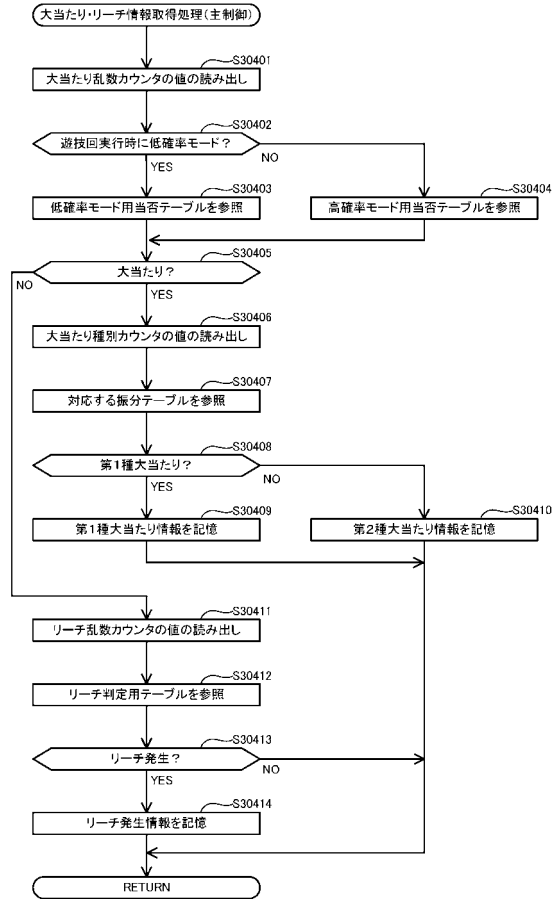 大当たり・リーチ情報取得処理(主制御)
S30401
大当たり乱数カウンタの値の読み出し
S30402
遊技回実行時に低確率モード?
NO
YES
S30403
低確率モード用当否テーブルを参照
S30404
高確率モード用当否テーブルを参照
S30405
大当たり?
NO
YES
S30406
大当たり種別カウンタの値の読み出し
S30407
対応する振分テーブルを参照
S30408
第1種大当たり?
NO
YES
S30409
第1種大当たり情報を記憶
S30410
第2種大当たり情報を記憶
S30411
リーチ乱数カウンタの値の読み出し
S30412
リーチ判定用テーブルを参照
S30413
リーチ発生?
NO
YES
S30414
リーチ発生情報を記憶
RETURN